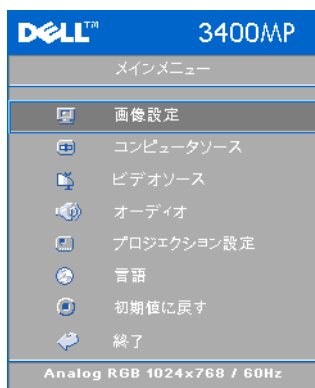 DELL™ 3400MP
メインメニュー
画像設定
コンピュータソース
ビデオソース
オーディオ
プロジェクション設定
言語
初期値に戻す
終了
Analog RGB 1024x768 / 60Hz